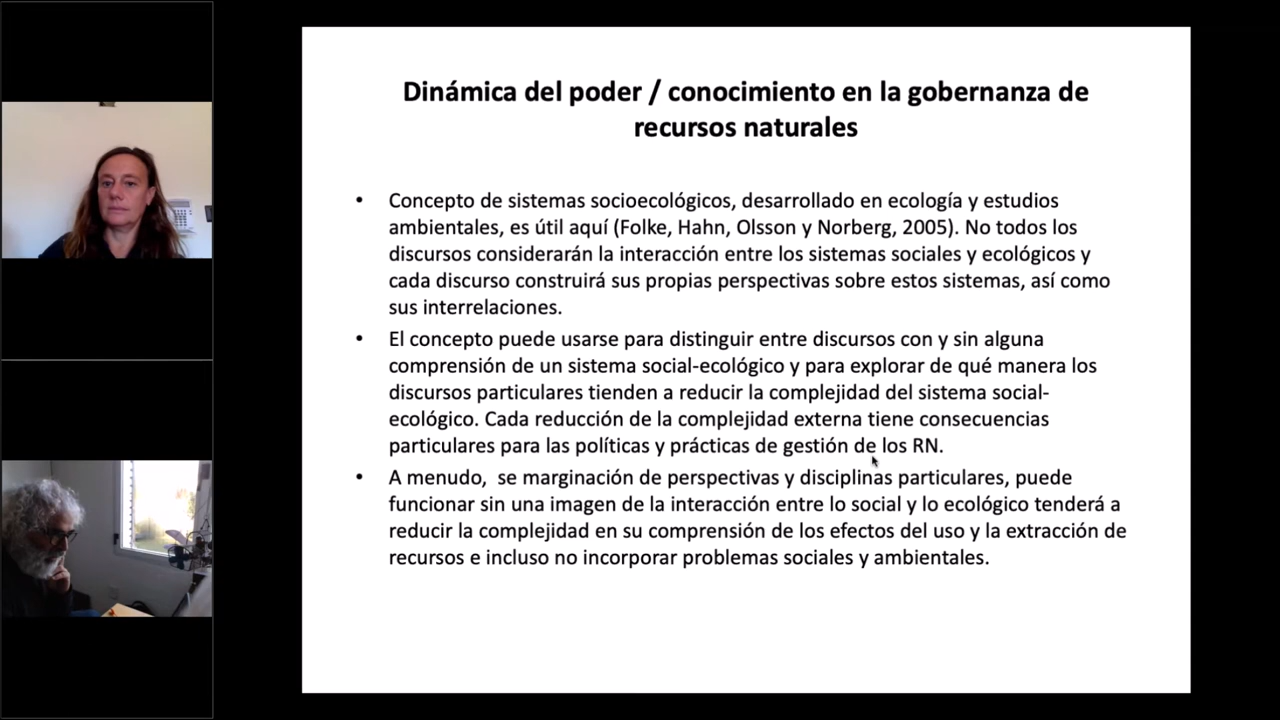 Dinámica del poder / conocimiento en la gobernanza de
recursos naturales
• Concepto de sistemas socioecológicos, desarrollado en ecología y estudios
ambientales, es útil aquí (Folke, Hahn, Olsson y Norberg, 2005). No todos los
discursos considerarán la interacción entre los sistemas sociales y ecológicos y
cada discurso construirá sus propias perspectivas sobre estos sistemas, así como
sus interrelaciones.
• El concepto puede usarse para distinguir entre discursos con y sin alguna
comprensión de un sistema social-ecológico y para explorar de qué manera los
discursos particulares tienden a reducir la complejidad del sistema social-
ecológico. Cada reducción de la complejidad externa tiene consecuencias
particulares para las políticas y prácticas de gestión de los RN.
• A menudo,  se marginación de perspectivas y disciplinas particulares, puede
funcionar sin una imagen de la interacción entre lo social y lo ecológico tenderá a
reducir la complejidad en su comprensión de los efectos del uso y la extracción de
recursos e incluso no incorporar problemas sociales y ambientales.